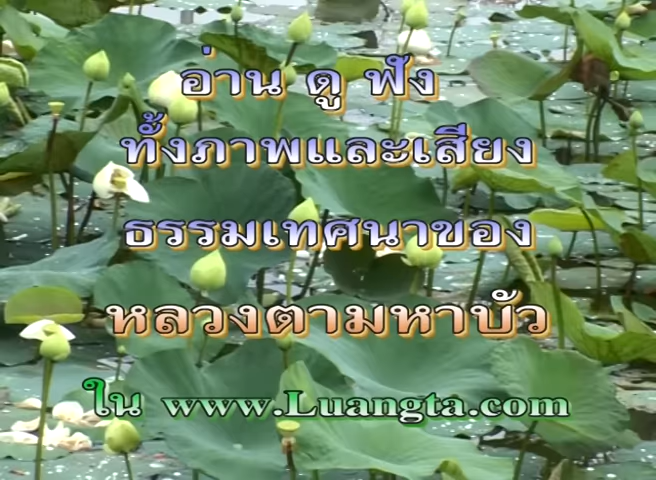 อ่าน ดู ฟัง
ทั้งภาพและเสียง
ธรรมเทศนาของ
หลวงตามหาบัว
ใน www.Luangta.com